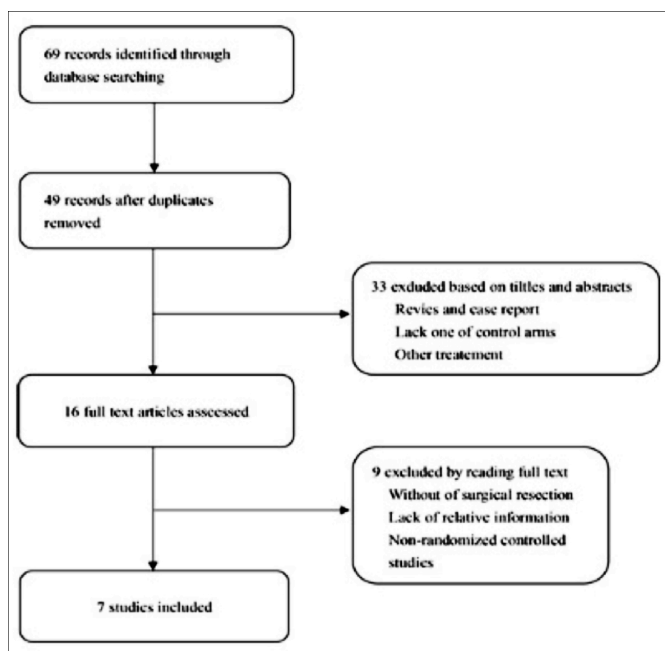 69 records identified through
database searching
49 records after duplicates
removed
33 exduded based on tiltles and abstracts
Revies and case report
Lack one of control arms
Other treatement
16 full text articles asscessed
9 excluded by reading full text
Without of surgical resection
Lack of relative information
Non-randomized controlled
studies
7 studies included